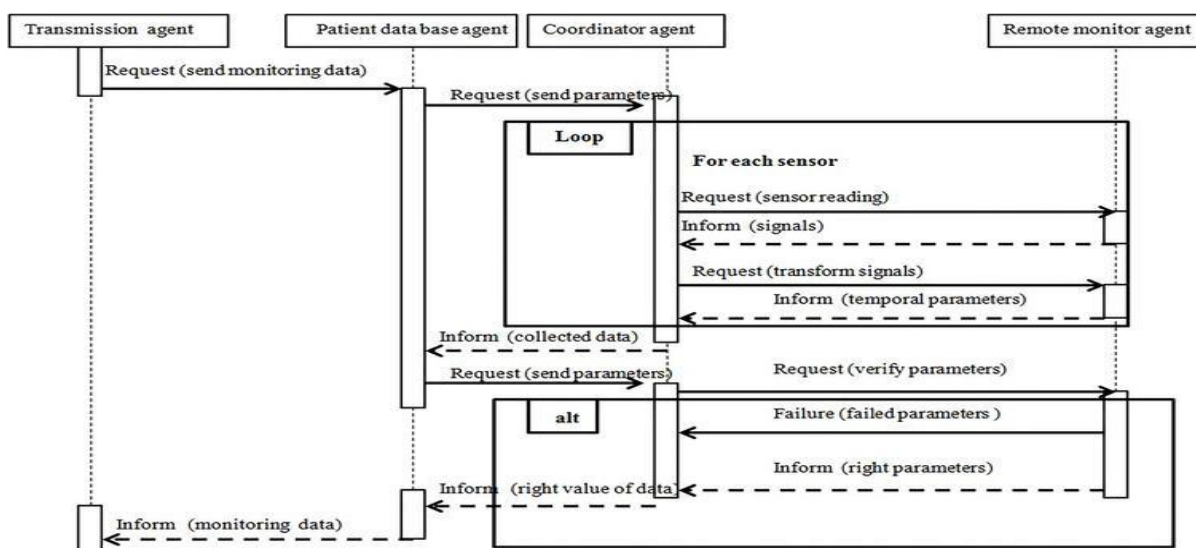 Transmission agent
Patient data base agent
Coordinator agent
Remote monitor agent
Request (send monitoring data)
Request (send parameters)
Loop
For each sensor
Request (sensor reading)
Inform (signals)
Request (transform signals)
Inform (temporal parameters)
Inform (collected data)
Request (send parameters)
Request (verify parameters)
alt
Failure (failed parameters )
Inform (right parameters)
Inform (right value of data)
Inform (monitoring data)